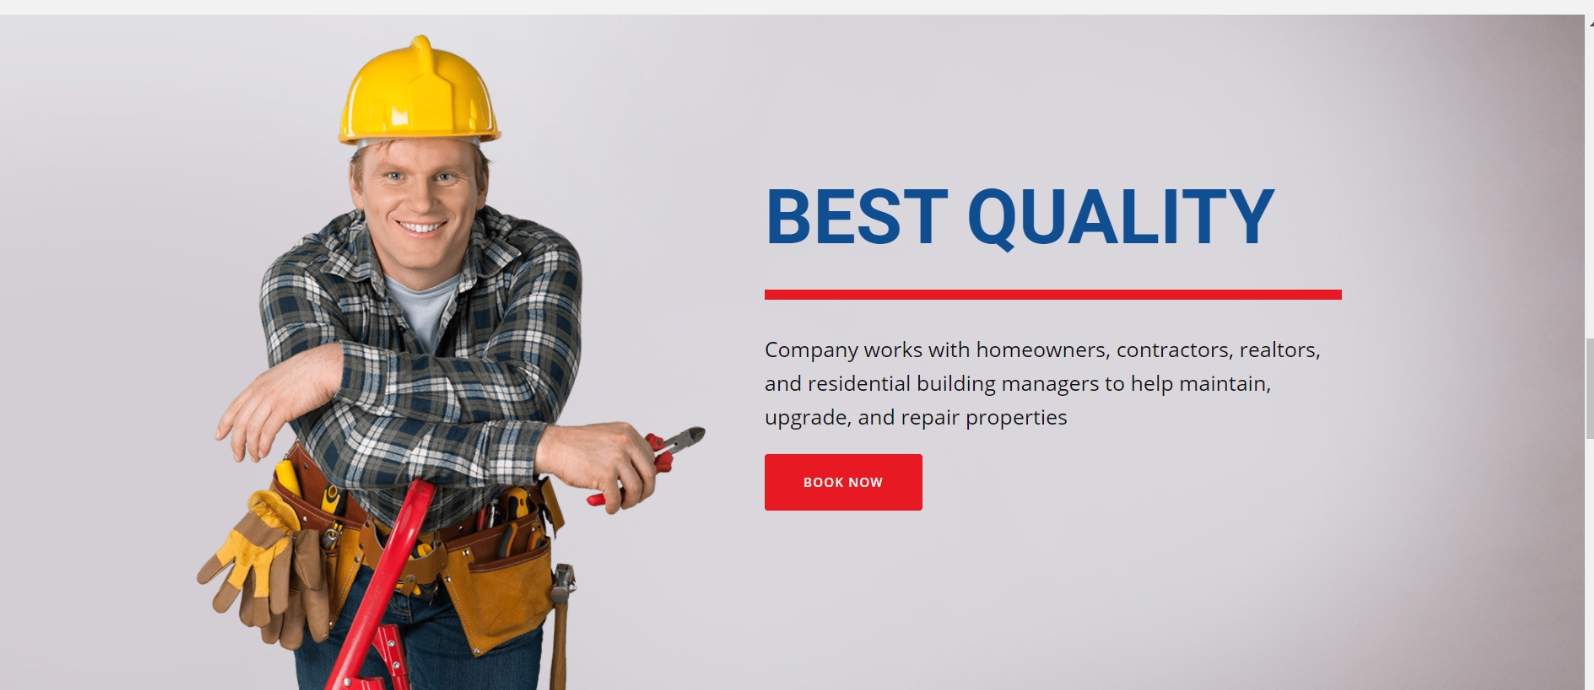 BEST QUALITY
Company works with homeowners, contractors, realtors,
and residential building managers to help maintain,
upgrade, and repair properties
BOOK NOW